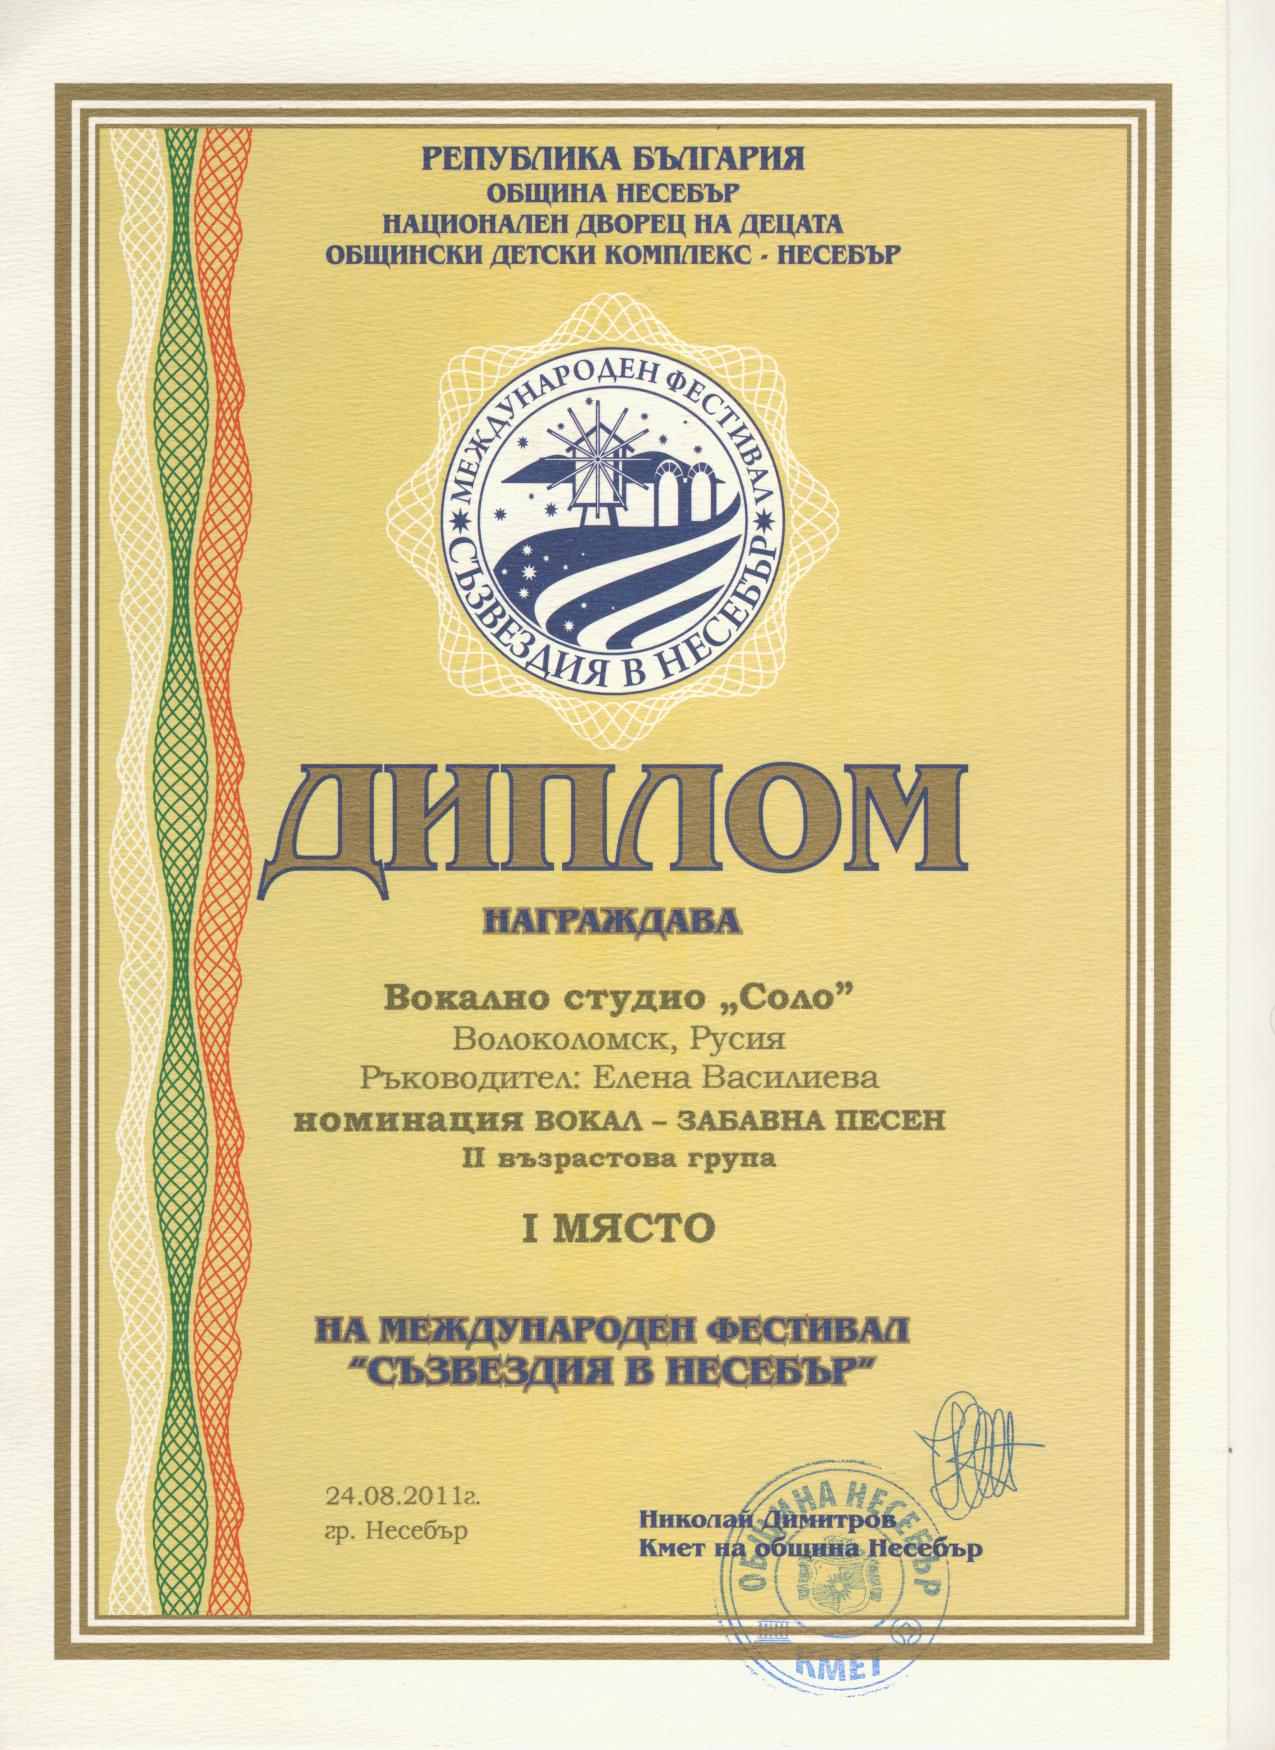 РЕПУБЛИКА БЪЛГАРИЯ
ОБЩИНА НЕСЕБЪР
НАЦИОНАЛЕН ДВОРЕЦ НА ДЕЦАТА
ОБЩИНСКИ ДЕТСКИ КОМПЛЕКС - НЕСЕБЪР
МЕЖДУНАРОДЕН ФЕСТИВАЛ
СЪЗВЕЗДИЯ В НЕСЕБЪР
ДИПЛОМ
НАГРАЖДАВА
Вокално студио „Соло”
Волоколомск, Русия
Ръководител: Елена Василиева
номинация ВОКАЛ – ЗАБАВНА ПЕСЕН
II възрастова група
I МЯСТО
НА МЕЖДУНАРОДЕН ФЕСТИВАЛ
“СЪЗВЕЗДИЯ В НЕСЕБЪР”
24.08.2011г.
гр. Несебър
Николай Димитров
Кмет на община Несебър
ОБЩИНА НЕСЕБЪР
КМЕТ